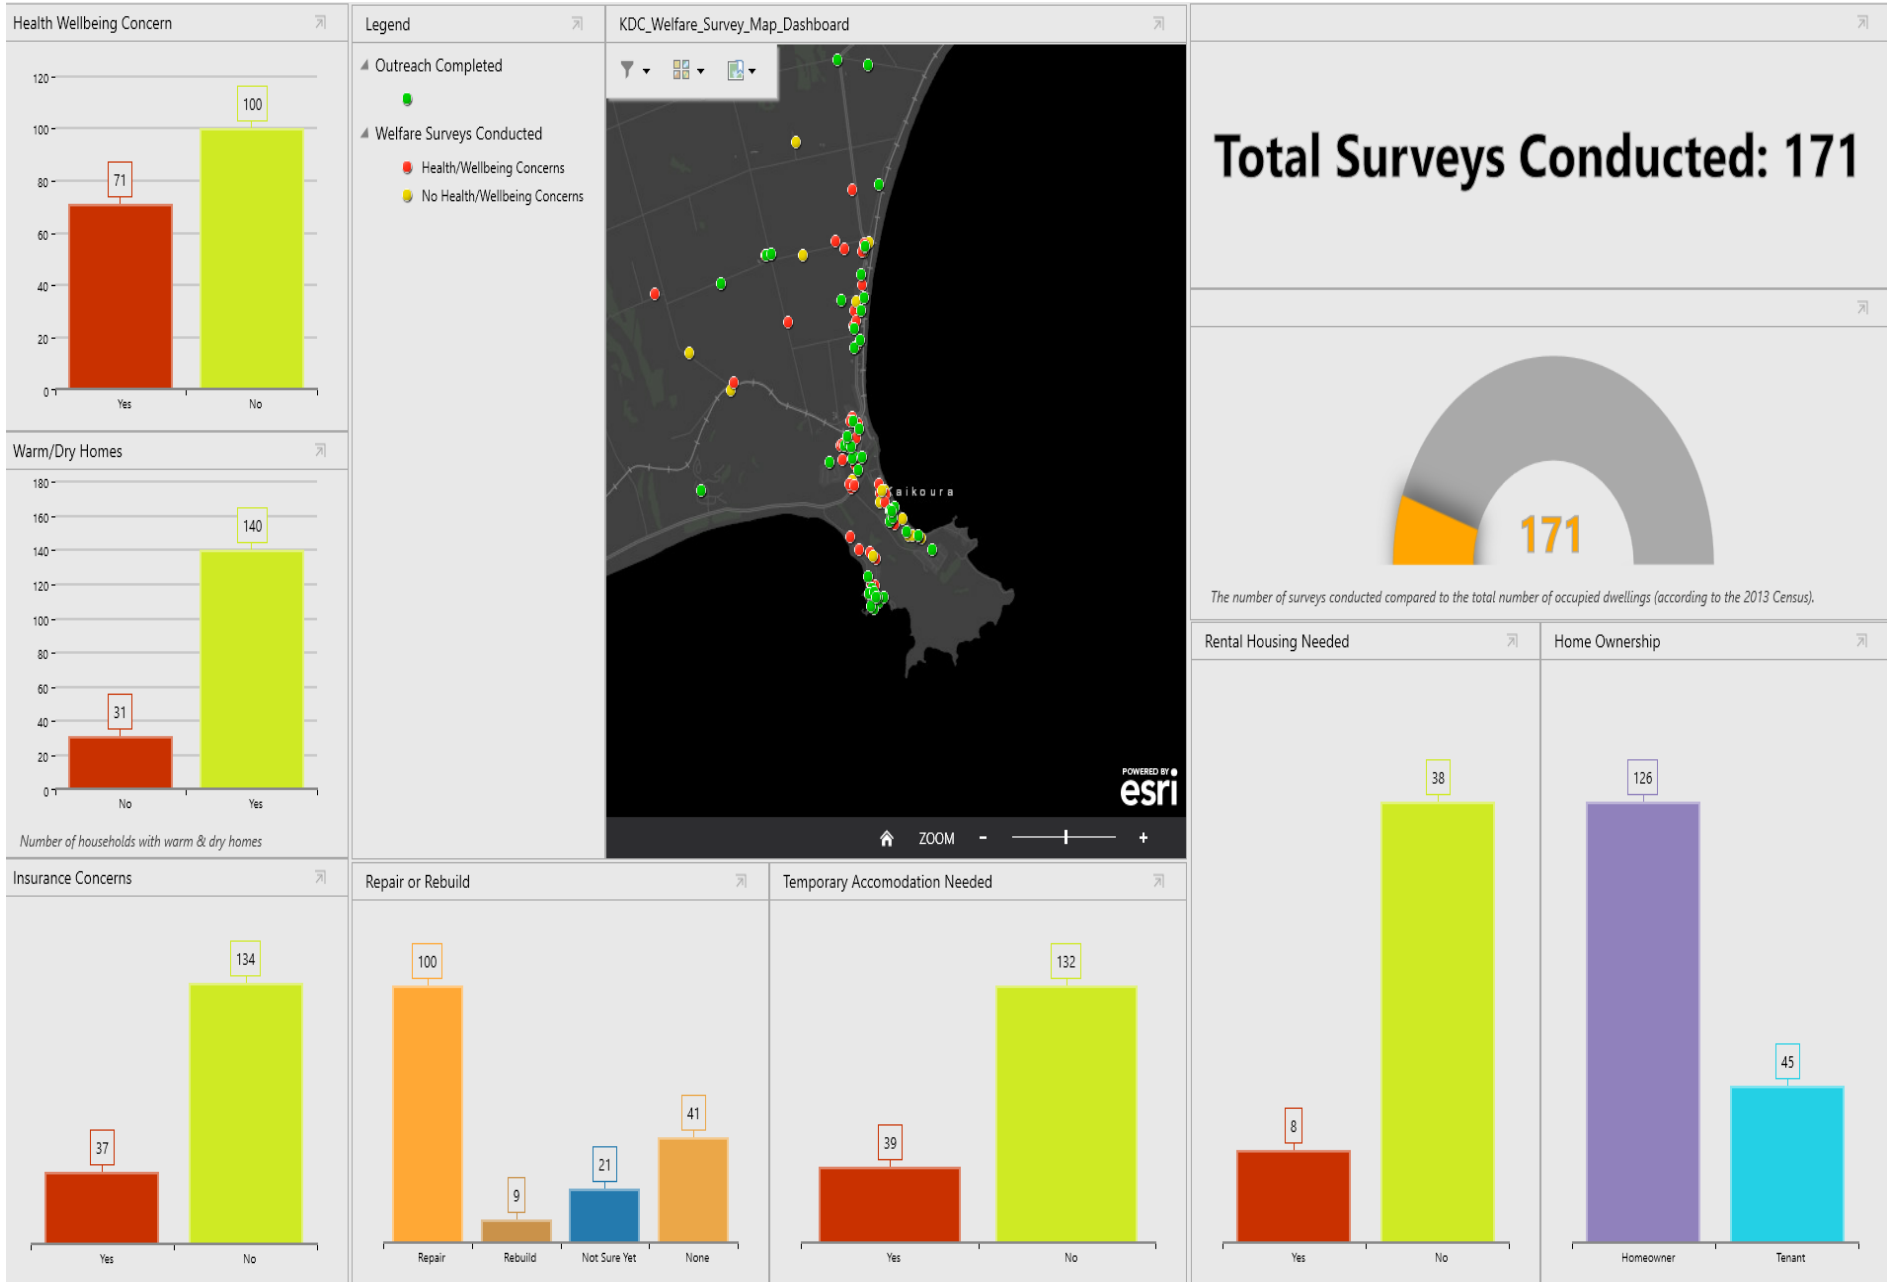 Health Wellbeing Concern
120
100
80
60
40
20
0
71
100
Yes
No
Warm/Dry Homes
180
160
140
120
100
80
60
40
20
0
31
140
No
Yes
Number of households with warm & dry homes
Insurance Concerns
37
134
Yes
No
Legend
Outreach Completed
Welfare Surveys Conducted
Health/Wellbeing Concerns
No Health/Wellbeing Concerns
KDC_Welfare_Survey_Map_Dashboard
Kaikoura
POWERED BY
esri
ZOOM
-
+
Repair or Rebuild
100
9
21
41
Repair
Rebuild
Not Sure Yet
None
Temporary Accomodation Needed
39
132
Yes
No
Total Surveys Conducted: 171
171
The number of surveys conducted compared to the total number of occupied dwellings (according to the 2013 Census).
Rental Housing Needed
8
38
Yes
No
Home Ownership
126
45
Homeowner
Tenant